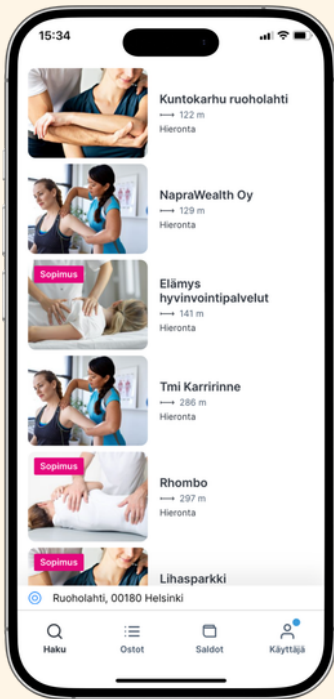 15:34
Kuntokarhu ruoholahti
122 m
Hieronta
NapraWealth Oy
129 m
Hieronta
Sopimus
Elämys
hyvinvointipalvelut
141 m
Hieronta
Tmi Karririnne
286 m
Hieronta
Sopimus
Rhombo
297 m
Hieronta
Sopimus
Lihasparkki
Ruoholahti, 00180 Helsinki
Haku
Ostot
Saldot
Käyttäjä